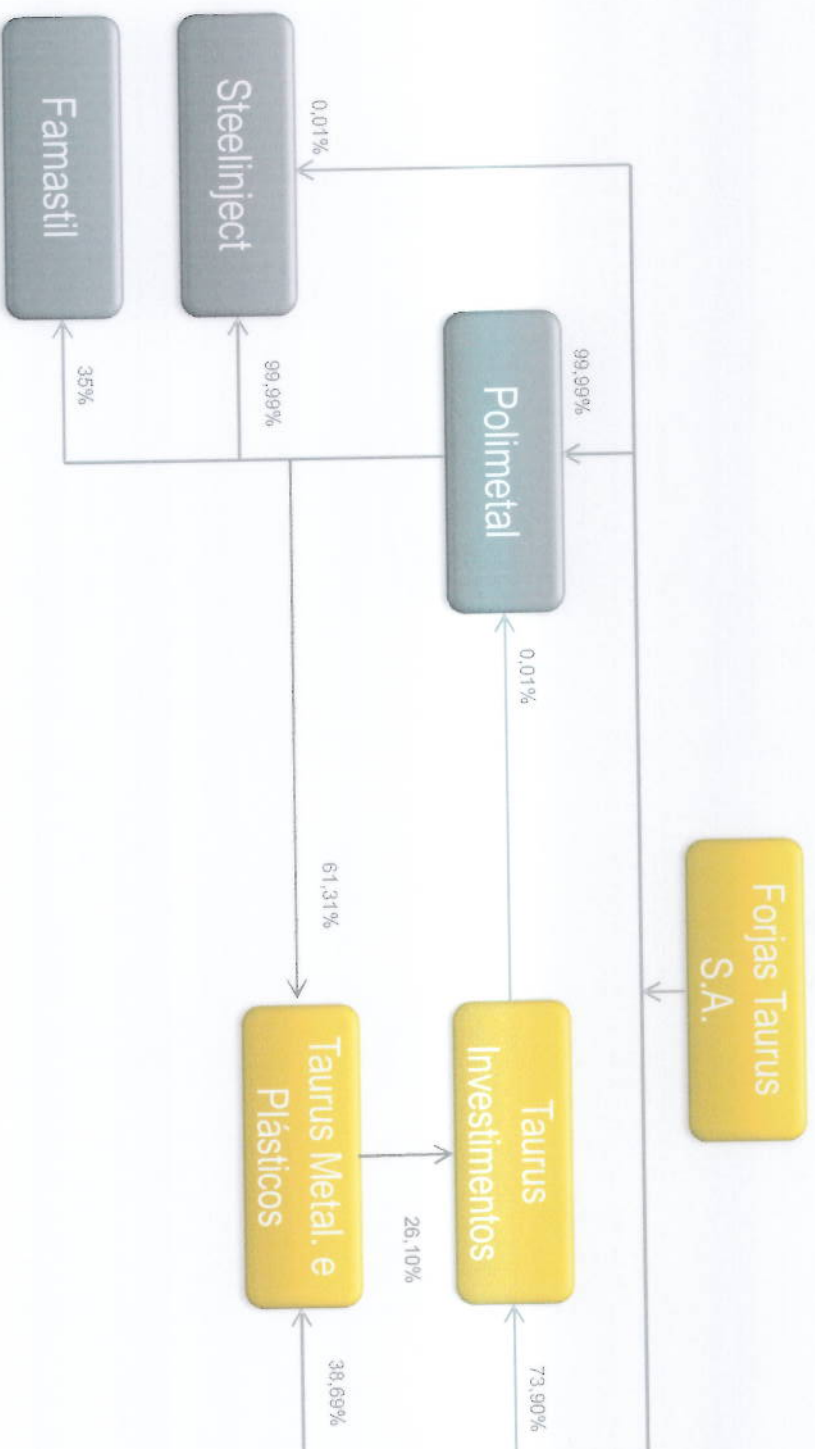 Forjas Taurus
S.A.
99,99%
0,01%
73,90%
Polimetal
Taurus
Investimentos
0,01%
26,10%
99,99%
61,31%
38,69%
Steelinject
Taurus Metal. e
Plásticos
35%
Famastil